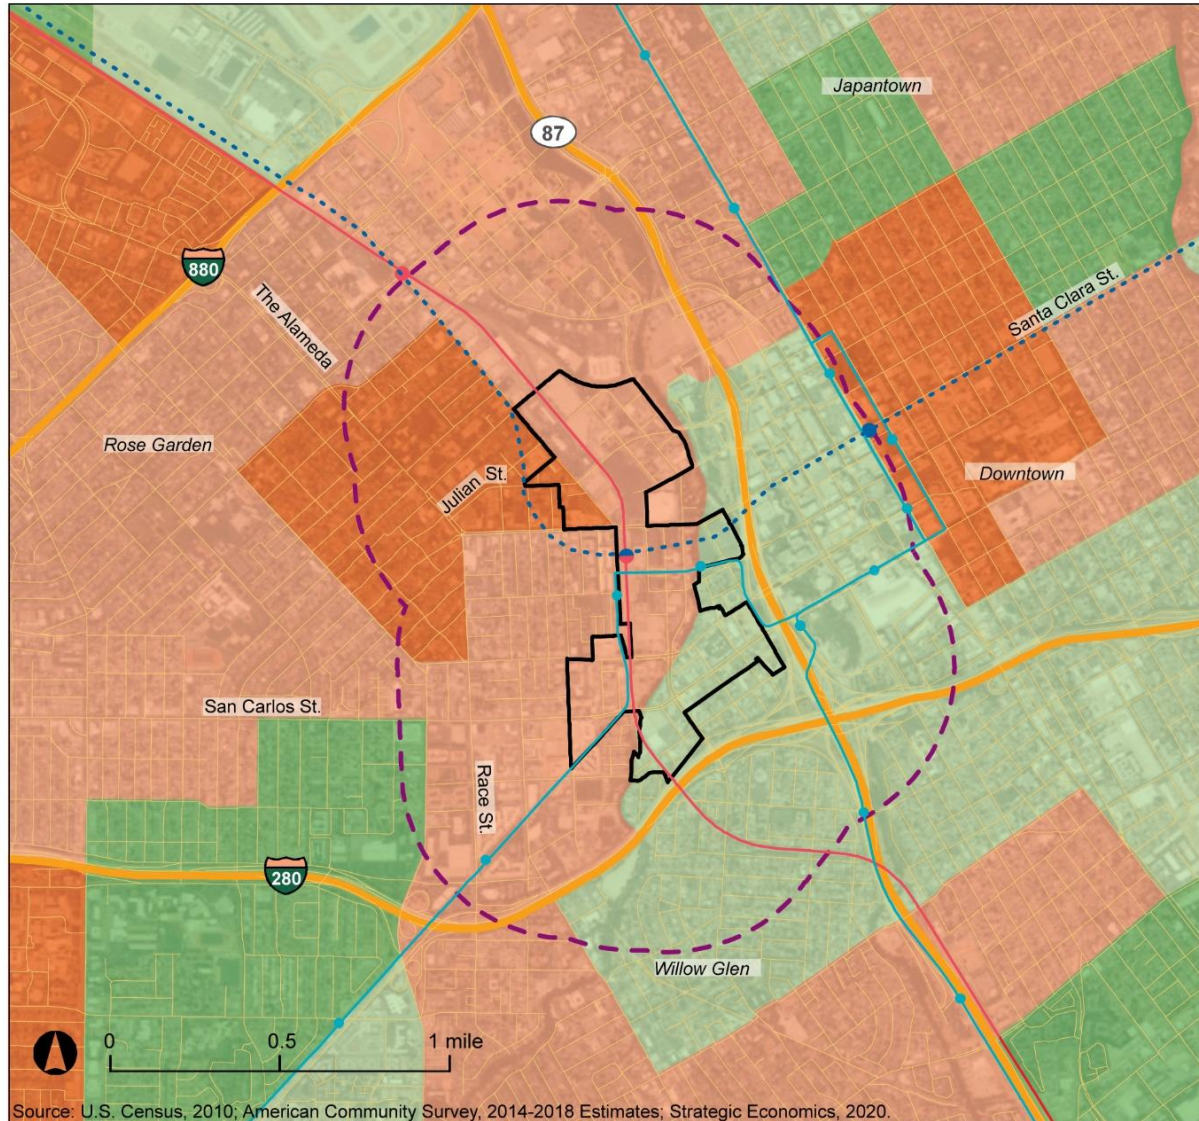 Japantown
87
880
The Alameda
Santa Clara St.
Rose Garden
Julian St.
Downtown
San Carlos St.
Race St.
280
Willow Glen
0 0.5 1 mile
Source: U.S. Census, 2010; American Community Survey, 2014-2018 Estimates; Strategic Economics, 2020.